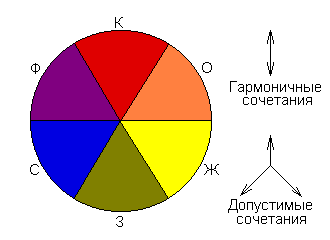 К
Ф
О
Гармоничные
сочетания
С
Ж
З
Допустимые
сочетания